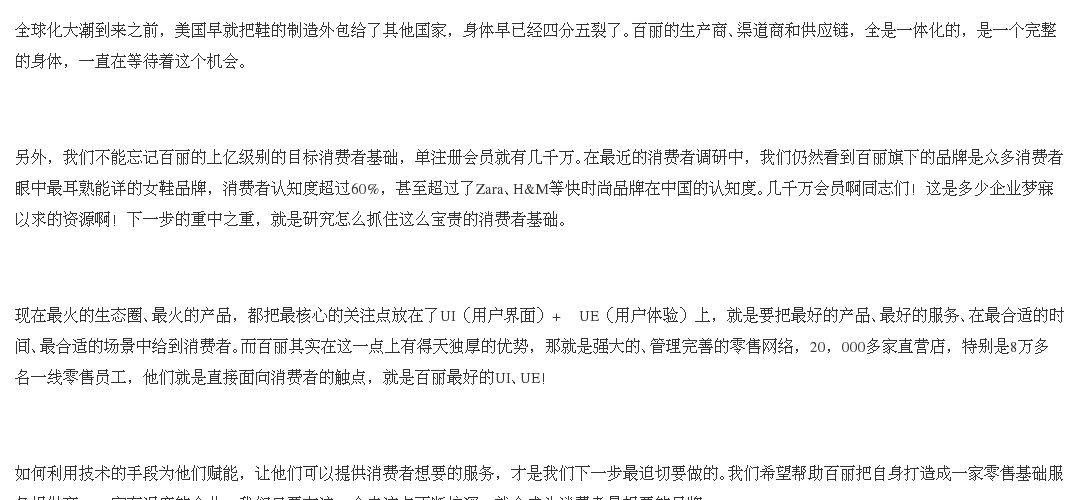 全球化大潮到来之前，美国早就把鞋的制造外包给了其他国家，身体早已经四分五裂了。百丽的生产商、渠道商和供应链，全是一体化的，是一个完整
的身体，一直在等待着这个机会。
另外，我们不能忘记百丽的上亿级别的目标消费者基础，单注册会员就有几千万。在最近的消费者调研中，我们仍然看到百丽旗下的品牌是众多消费者
眼中最耳熟能详的女鞋品牌，消费者认知度超过60%，甚至超过了Zara、H&M等快时尚品牌在中国的认知度。几千万会员啊同志们！这是多少企业梦寐
以求的资源啊！下一步的重中之重，就是研究怎么抓住这么宝贵的消费者基础。
现在最火的生态圈、最火的产品，都把最核心的关注点放在了UI（用户界面）+ UE（用户体验）上，就是要把最好的产品、最好的服务、在最合适的时
间、最合适的场景中给到消费者。而百丽其实在这一点上有得天独厚的优势，那就是强大的、管理完善的零售网络，20，000多家直营店，特别是8万多
名一线零售员工，他们就是直接面向消费者的触点，就是百丽最好的UI、UE！
如何利用技术的手段为他们赋能，让他们可以提供消费者想要的服务，才是我们下一步最迫切要做的。我们希望帮助百丽把自身打造成一家零售基础服